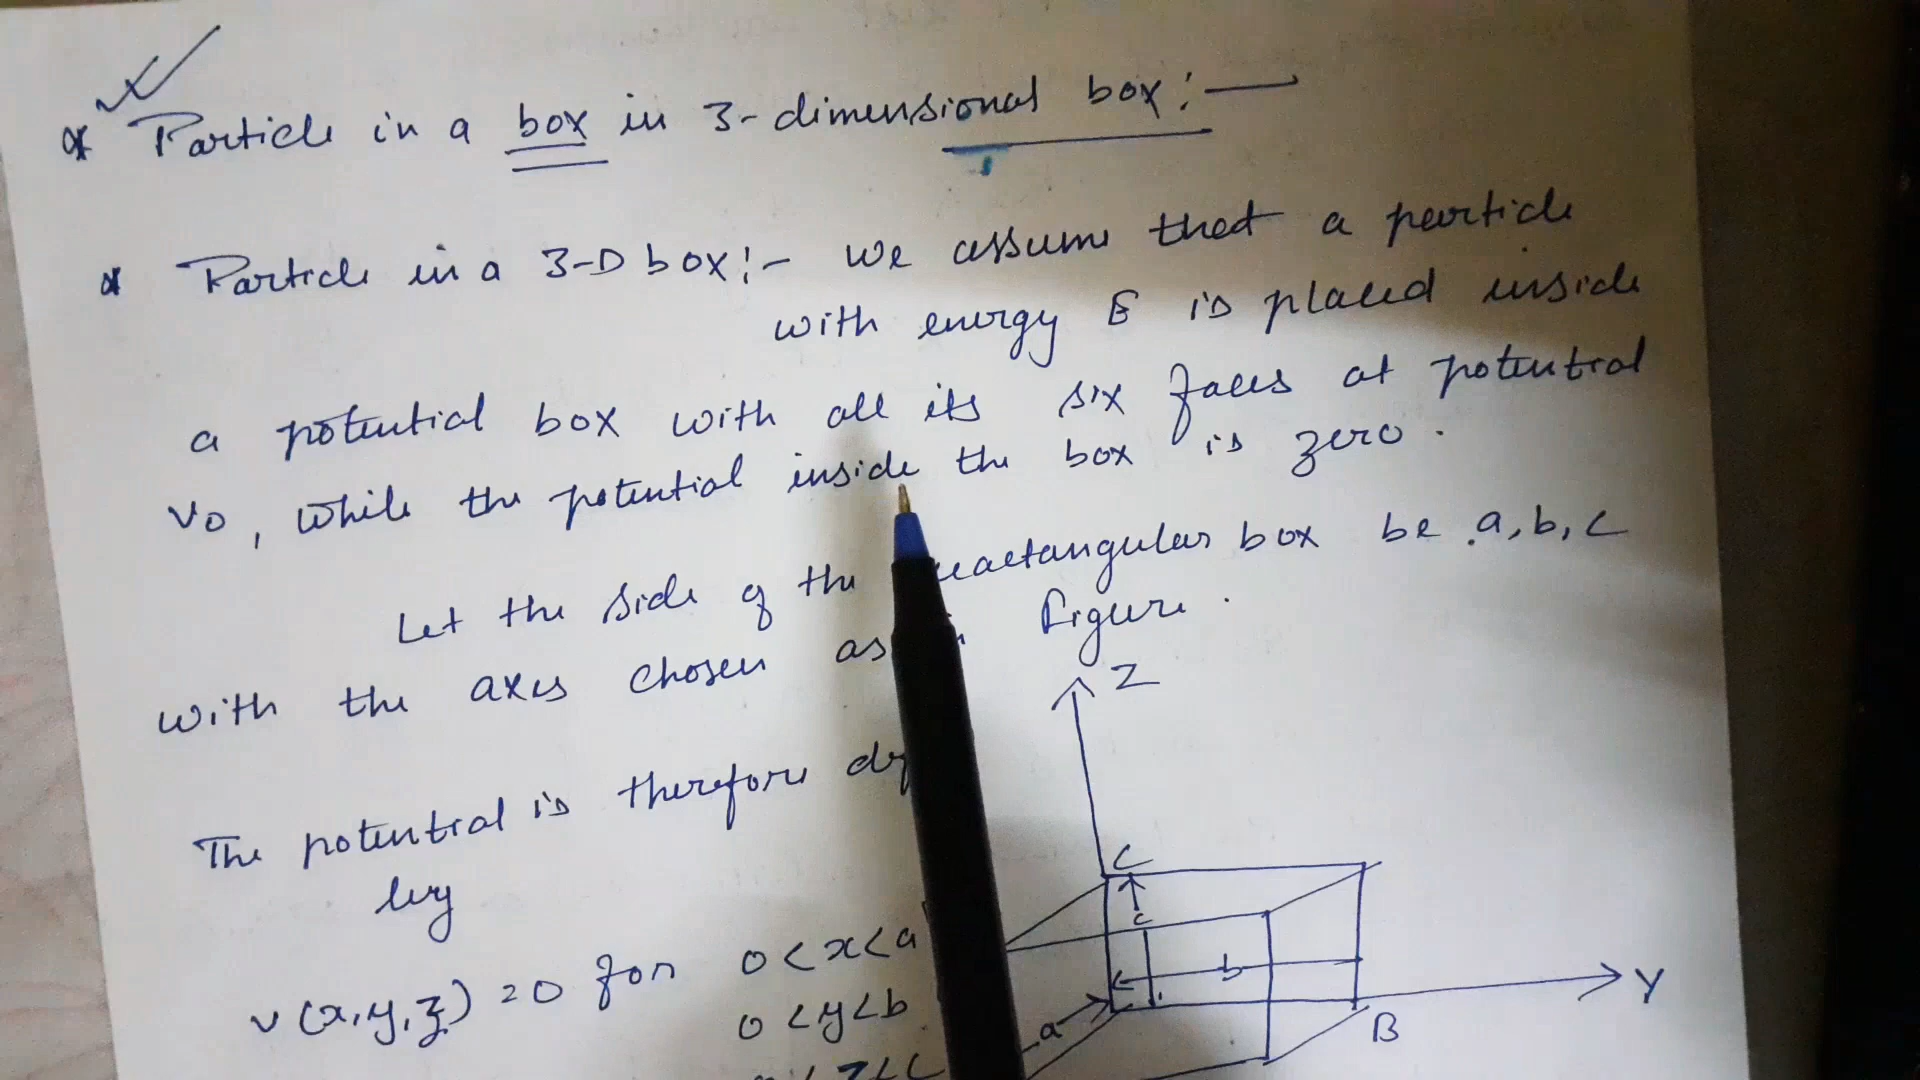 * Particle in a box in 3-dimensional box:—
* Particle in a 3-D box:- We assume that a particle
with energy E is placed inside
a potential box with all its six faces at potential
V0, while the potential inside the box is zero.
Let the side of the reactangular box be a, b, c
with the axes chosen as figure.
Z
The potential is therefore
by
C
c
v(x,y,z) = 0 for 0<x<a
b
Y
0<y<b
a
B
<z<c